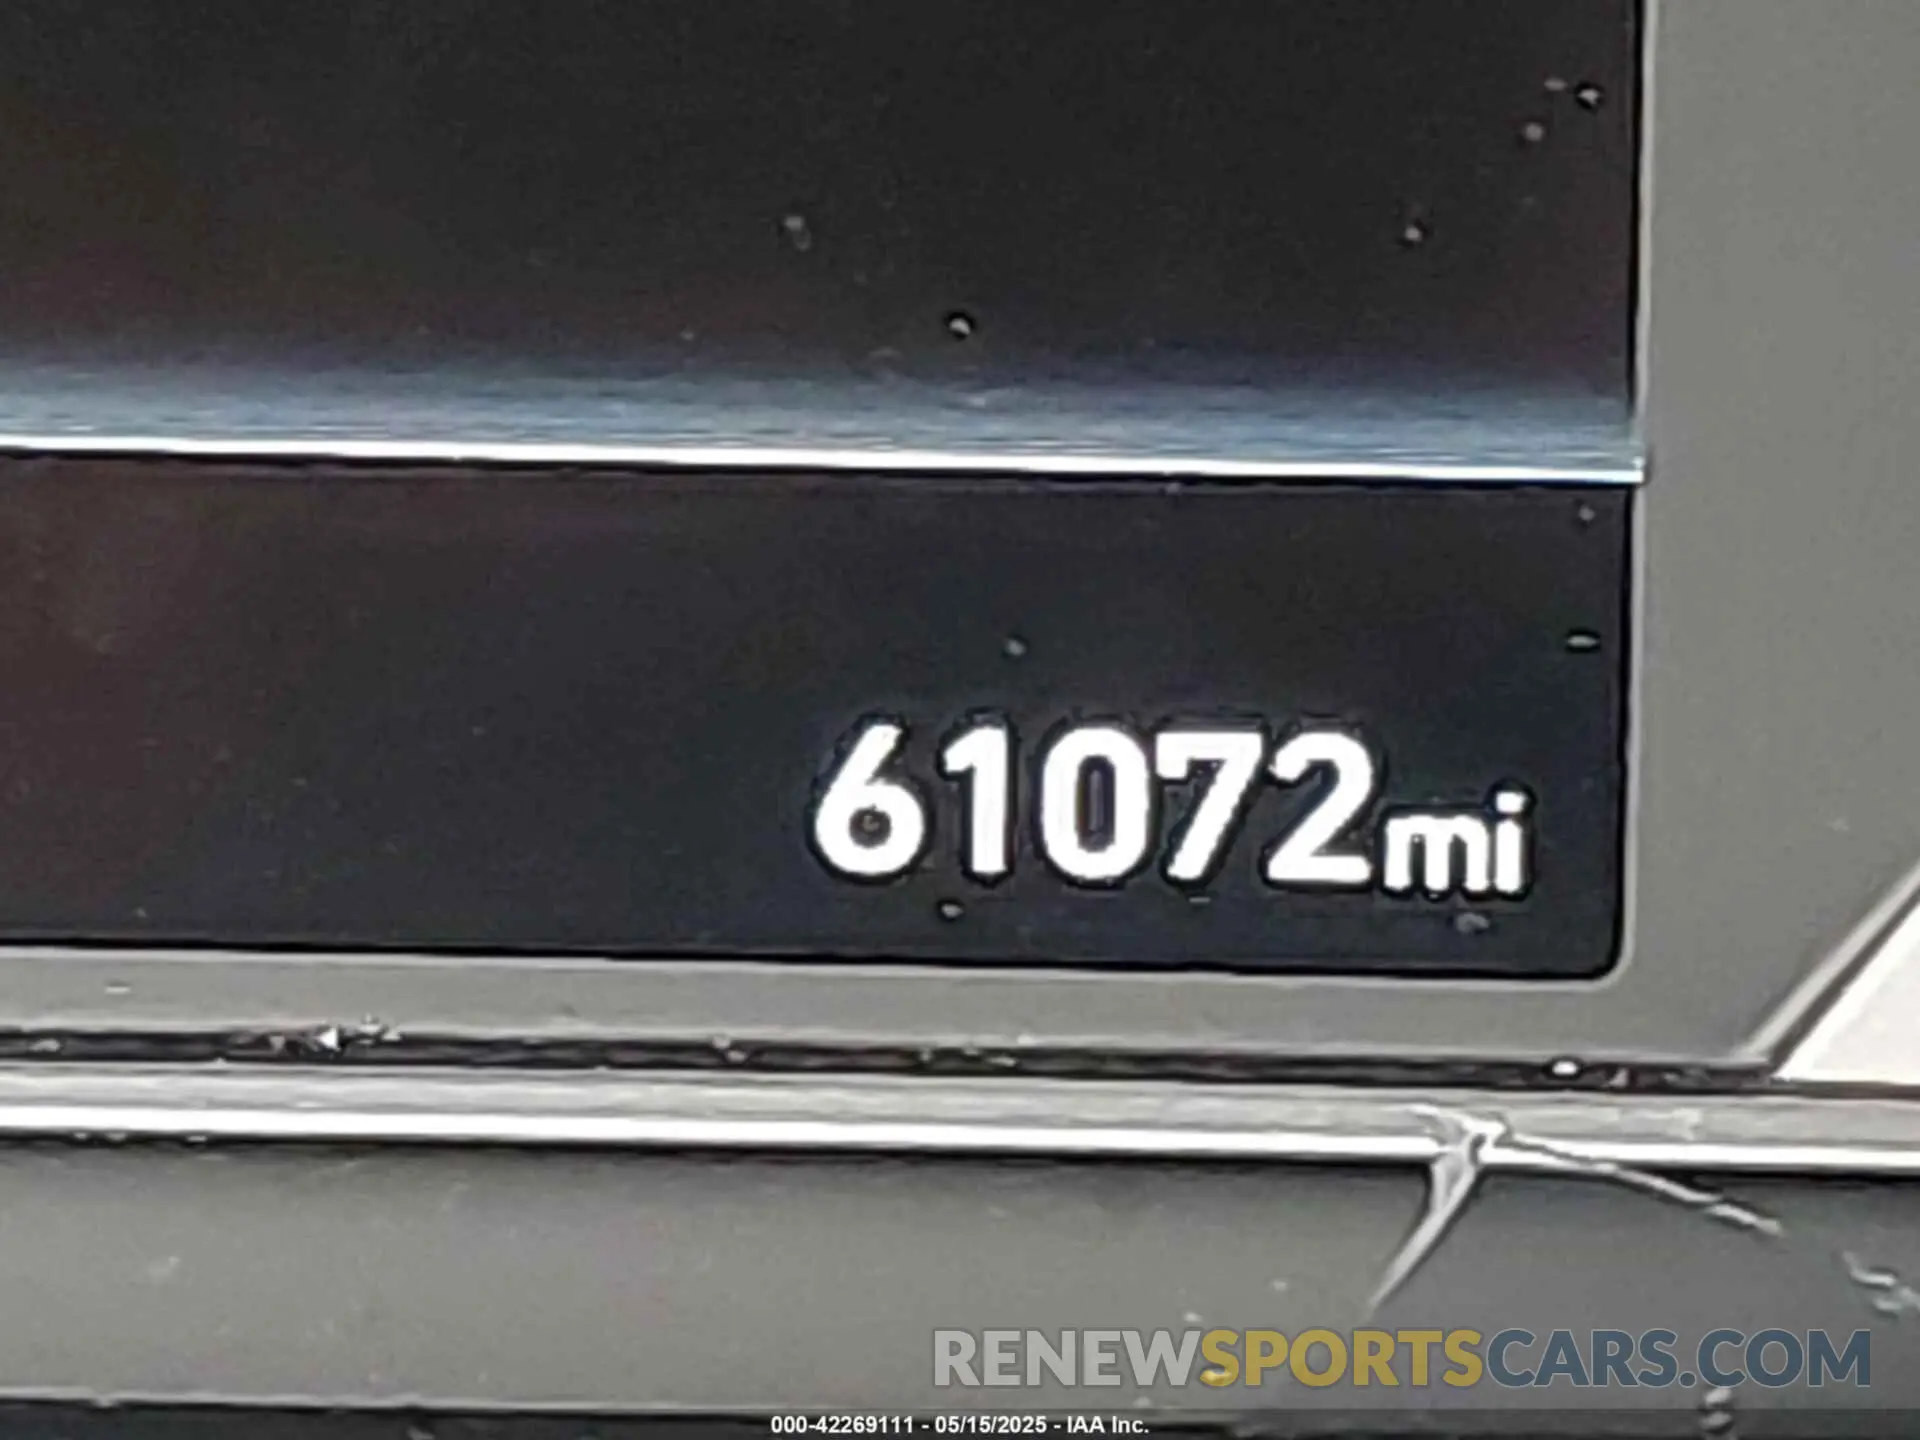 61072mi
RENEWSPORTSCARS.COM
000-42269111 - 05/15/2025 - IAA Inc.